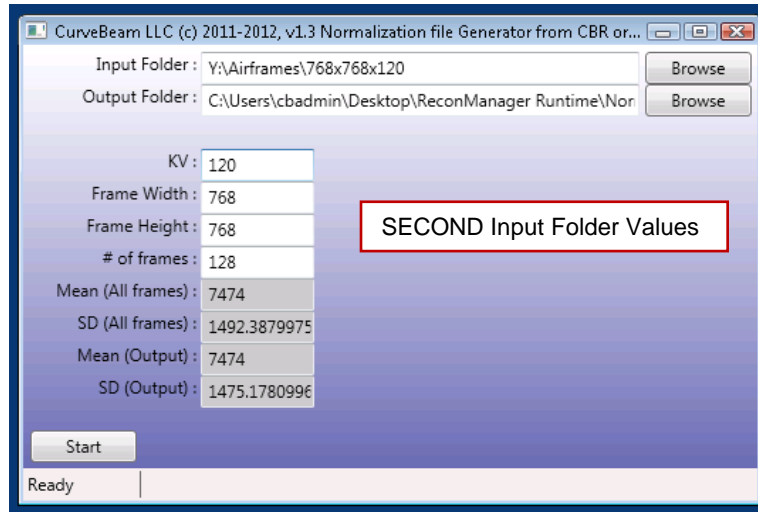 CurveBeam LLC (c) 2011-2012, v1.3 Normalization file Generator from CBR or...
Input Folder : Y:\Airframes\768x768x120 Browse
Output Folder : C:\Users\cbadmin\Desktop\ReconManager Runtime\Nor Browse
KV : 120
Frame Width : 768
Frame Height : 768
SECOND Input Folder Values
# of frames : 128
Mean (All frames) : 7474
SD (All frames) : 1492.3879975
Mean (Output) : 7474
SD (Output) : 1475.1780996
Start
Ready